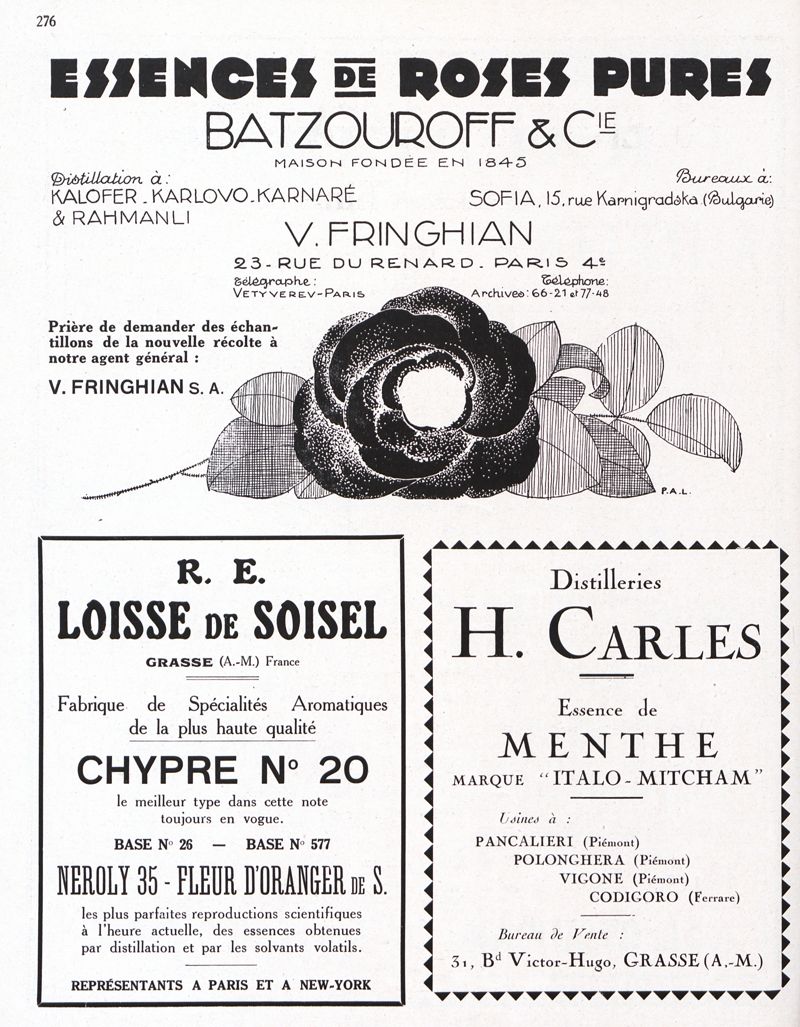 276
ESSENCES DE ROSES PURES
BATZOUROFF & CIE
MAISON FONDÉE EN 1845
Distillation à:
KALOFER - KARLOVO - KARNARÉ
& RAHMANLI
Bureaux à:
SOFIA, 15, rue Karnigradska (Bulgarie)
V. FRINGHIAN
23 - RUE DU RENARD - PARIS 4e
Télégraphe:
VETYVEREV-PARIS
Téléphone:
Archives: 66-21 et 77-48
Prière de demander des échan-
tillons de la nouvelle récolte à
notre agent général :
V. FRINGHIAN S. A.
P.A.L.
R. E.
LOISSE DE SOISEL
GRASSE (A.-M.) France
Fabrique de Spécialités Aromatiques
de la plus haute qualité
CHYPRE No 20
le meilleur type dans cette note
toujours en vogue.
BASE No 26 — BASE No 577
NEROLY 35 - FLEUR D'ORANGER DE S.
les plus parfaites reproductions scientifiques
à l'heure actuelle, des essences obtenues
par distillation et par les solvants volatils.
REPRÉSENTANTS A PARIS ET A NEW-YORK
Distilleries
H. CARLES
Essence de
MENTHE
MARQUE "ITALO-MITCHAM"
Usines à :
PANCALIERI (Piémont)
POLONGHERA (Piémont)
VIGONE (Piémont)
CODIGORO (Ferrare)
Bureau de Vente :
31, Bd Victor-Hugo, GRASSE (A.-M.)